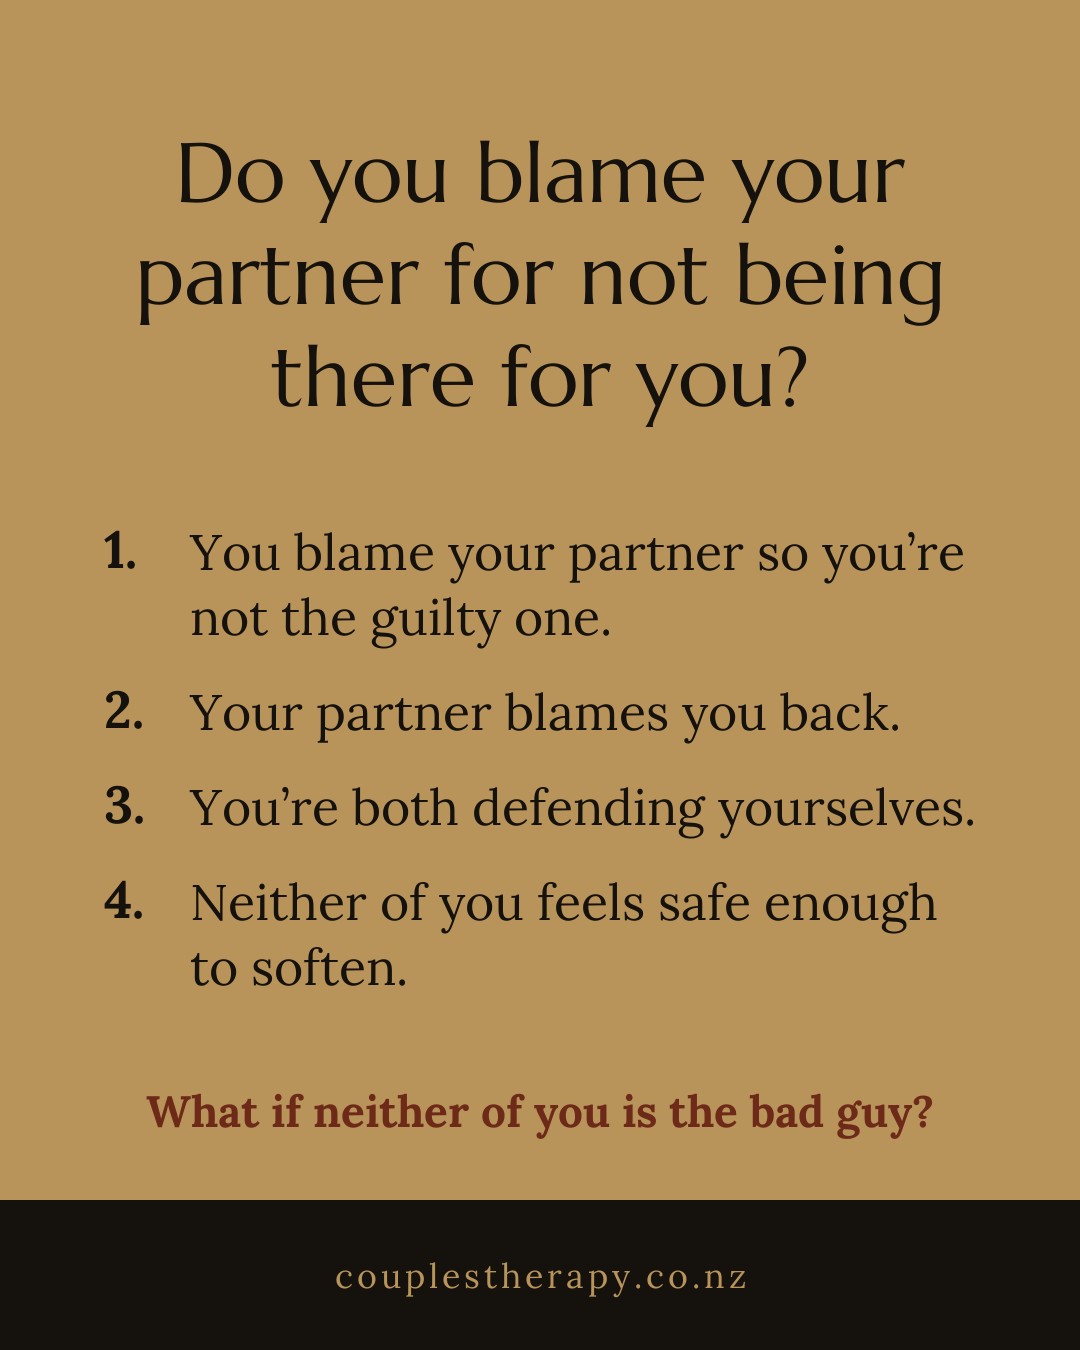 Do you blame your
partner for not being
there for you?
1. You blame your partner so you’re
not the guilty one.
2. Your partner blames you back.
3. You’re both defending yourselves.
4. Neither of you feels safe enough
to soften.
What if neither of you is the bad guy?
couplestherapy.co.nz